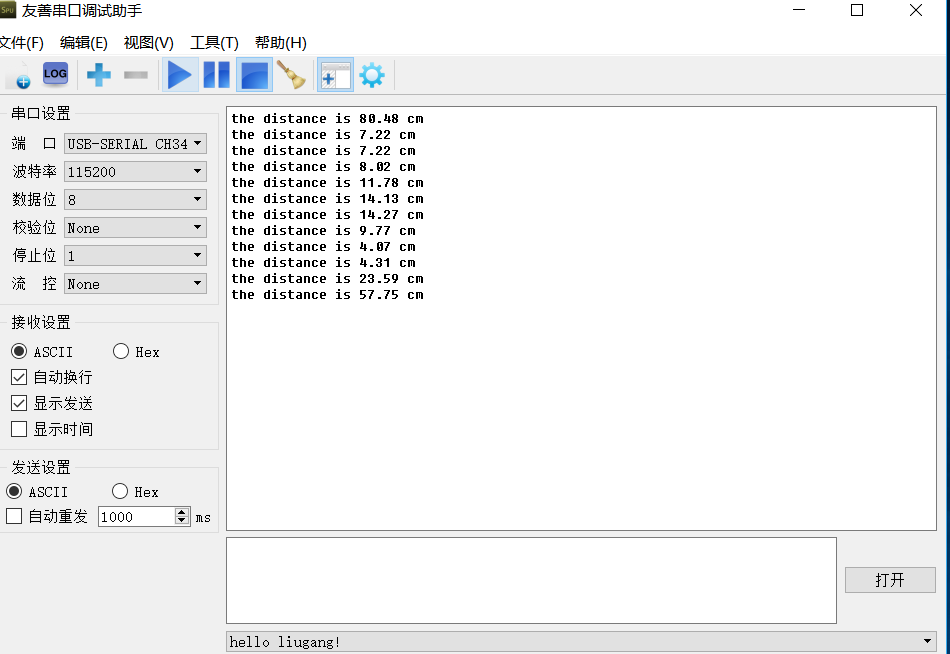 友善串口调试助手
文件(F) 编辑(E) 视图(V) 工具(T) 帮助(H)
LOG
串口设置
端 口 USB-SERIAL CH34
波特率 115200
数据位 8
校验位 None
停止位 1
流 控 None
接收设置
ASCII Hex
自动换行
显示发送
显示时间
发送设置
ASCII Hex
自动重发 1000 ms
the distance is 80.48 cm
the distance is 7.22 cm
the distance is 7.22 cm
the distance is 8.02 cm
the distance is 11.78 cm
the distance is 14.13 cm
the distance is 14.27 cm
the distance is 9.77 cm
the distance is 4.07 cm
the distance is 4.31 cm
the distance is 23.59 cm
the distance is 57.75 cm
打开
hello liugang!